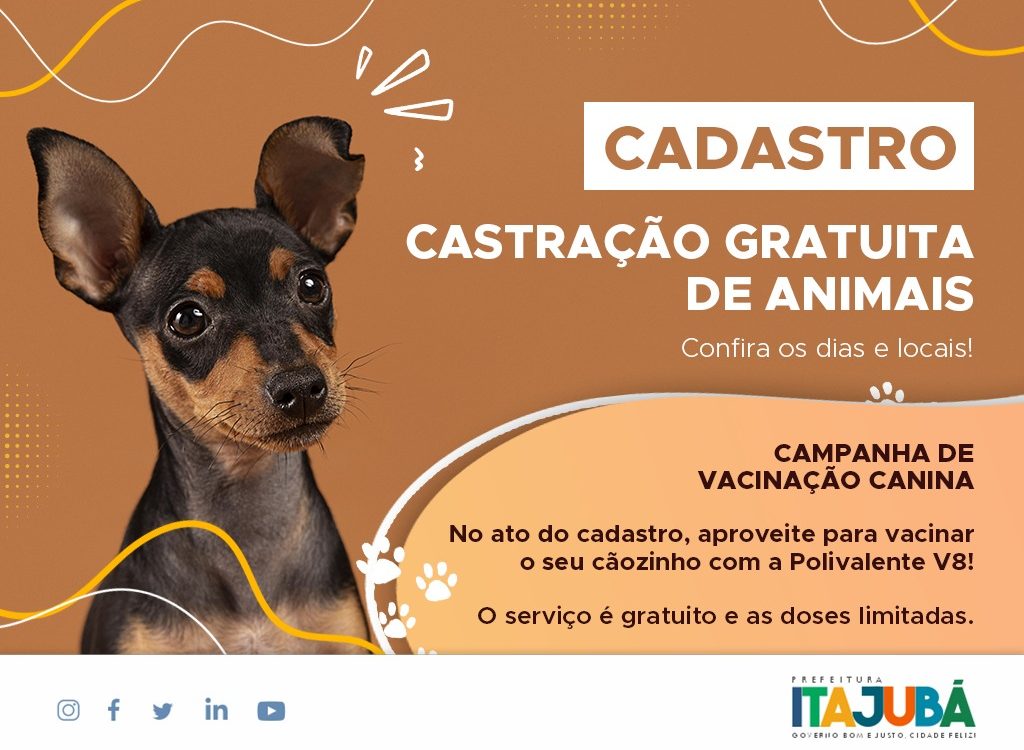 CADASTRO
CASTRAÇÃO GRATUITA
DE ANIMAIS
Confira os dias e locais!
CAMPANHA DE
VACINAÇÃO CANINA
No ato do cadastro, aproveite para vacinar
o seu cãozinho com a Polivalente V8!
O serviço é gratuito e as doses limitadas.
PREFEITURA
ITAJUBÁ
GOVERNO BOM E JUSTO, CIDADE FELIZ!